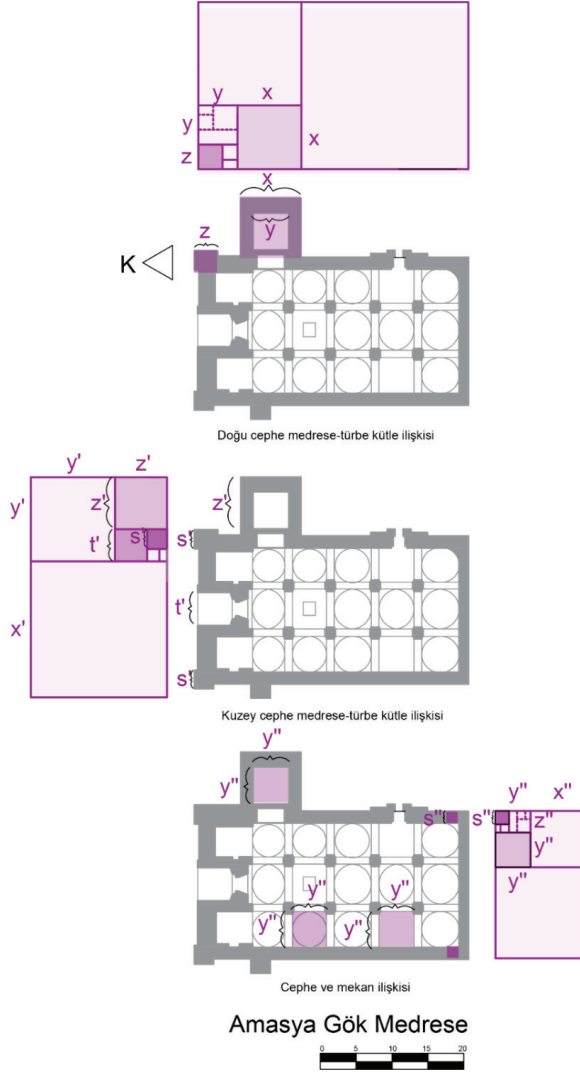 y x
y
z x
x
z y
K
Doğu cephe medrese-türbe kütle ilişkisi
y' z'
y' z' z'
s' s'
t'
t'
x'
s'
Kuzey cephe medrese-türbe kütle ilişkisi
y"
y"
y" x"
s" s" z"
y"
y" y" y"
y" y"
Cephe ve mekan ilişkisi
Amasya Gök Medrese
0 5 10 15 20